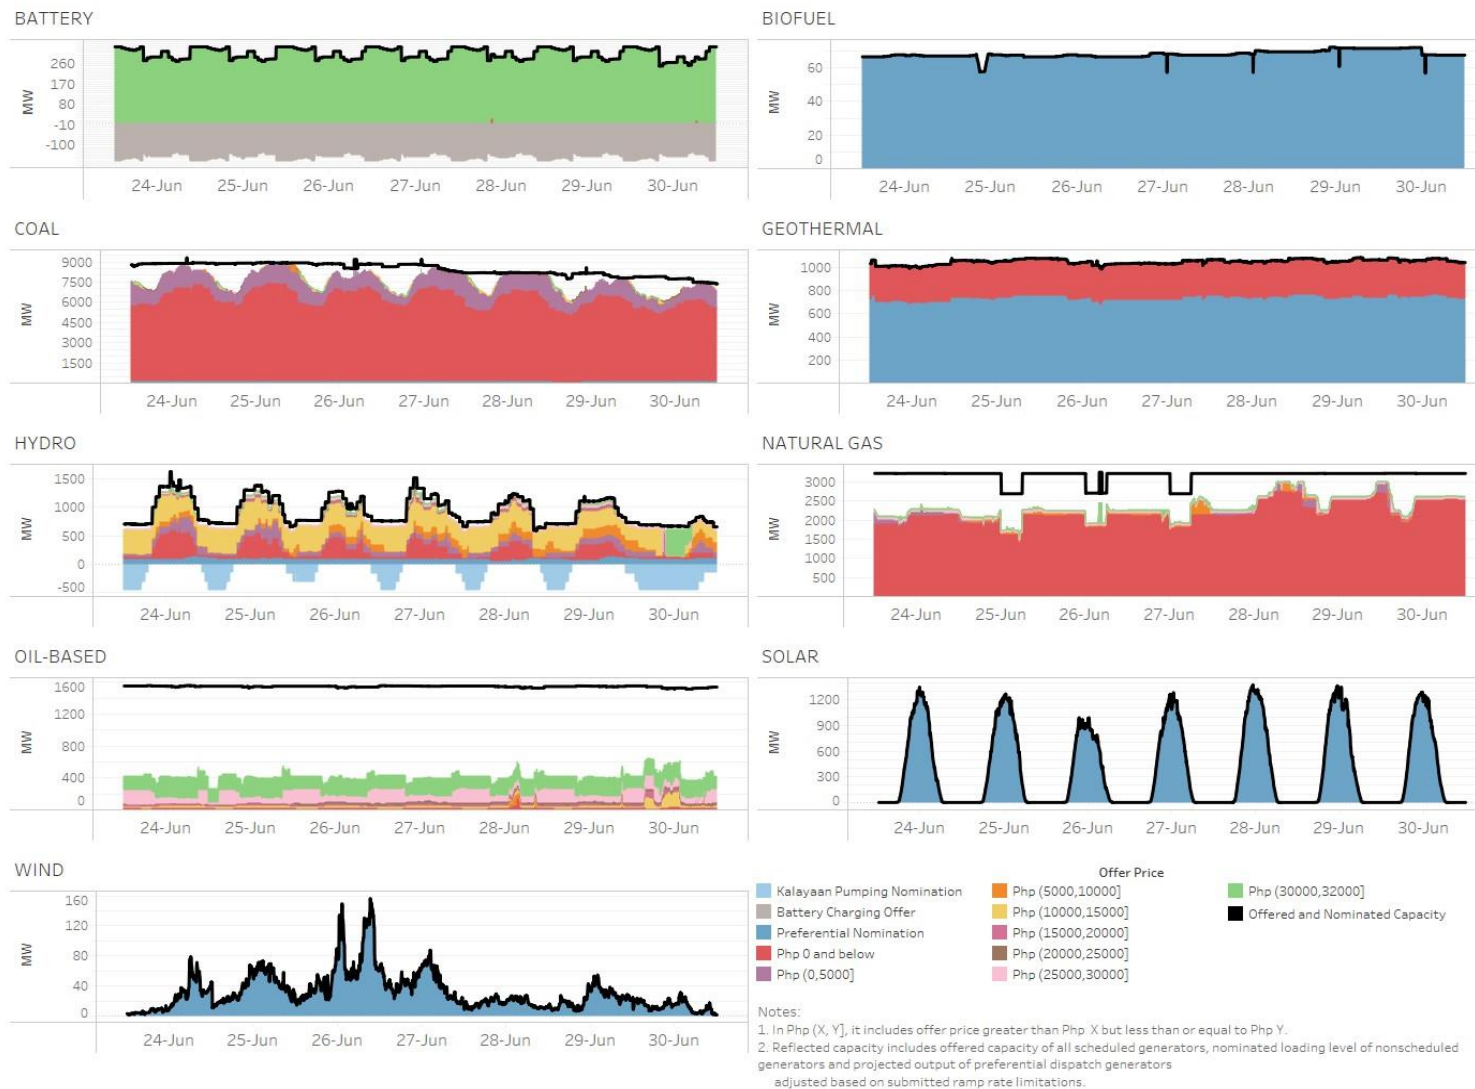 BATTERY
260
170
80
-10
-100
MW
24-Jun 25-Jun 26-Jun 27-Jun 28-Jun 29-Jun 30-Jun
BIOFUEL
60
40
20
0
MW
24-Jun 25-Jun 26-Jun 27-Jun 28-Jun 29-Jun 30-Jun
COAL
9000
7500
6000
4500
3000
1500
MW
24-Jun 25-Jun 26-Jun 27-Jun 28-Jun 29-Jun 30-Jun
GEOTHERMAL
1000
800
600
400
200
MW
24-Jun 25-Jun 26-Jun 27-Jun 28-Jun 29-Jun 30-Jun
HYDRO
1500
1000
500
0
-500
MW
24-Jun 25-Jun 26-Jun 27-Jun 28-Jun 29-Jun 30-Jun
NATURAL GAS
3000
2500
2000
1500
1000
500
MW
24-Jun 25-Jun 26-Jun 27-Jun 28-Jun 29-Jun 30-Jun
OIL-BASED
1600
1200
800
400
0
MW
24-Jun 25-Jun 26-Jun 27-Jun 28-Jun 29-Jun 30-Jun
SOLAR
1200
900
600
300
0
MW
24-Jun 25-Jun 26-Jun 27-Jun 28-Jun 29-Jun 30-Jun
WIND
160
120
80
40
0
MW
24-Jun 25-Jun 26-Jun 27-Jun 28-Jun 29-Jun 30-Jun
Offer Price
Kalayaan Pumping Nomination
Battery Charging Offer
Preferential Nomination
Php 0 and below
Php (0,5000]
Php (5000,10000]
Php (10000,15000]
Php (15000,20000]
Php (20000,25000]
Php (25000,30000]
Php (30000,32000]
Offered and Nominated Capacity
Notes:
1. In Php (X, Y], it includes offer price greater than Php X but less than or equal to Php Y.
2. Reflected capacity includes offered capacity of all scheduled generators, nominated loading level of nonscheduled
generators and projected output of preferential dispatch generators
adjusted based on submitted ramp rate limitations.